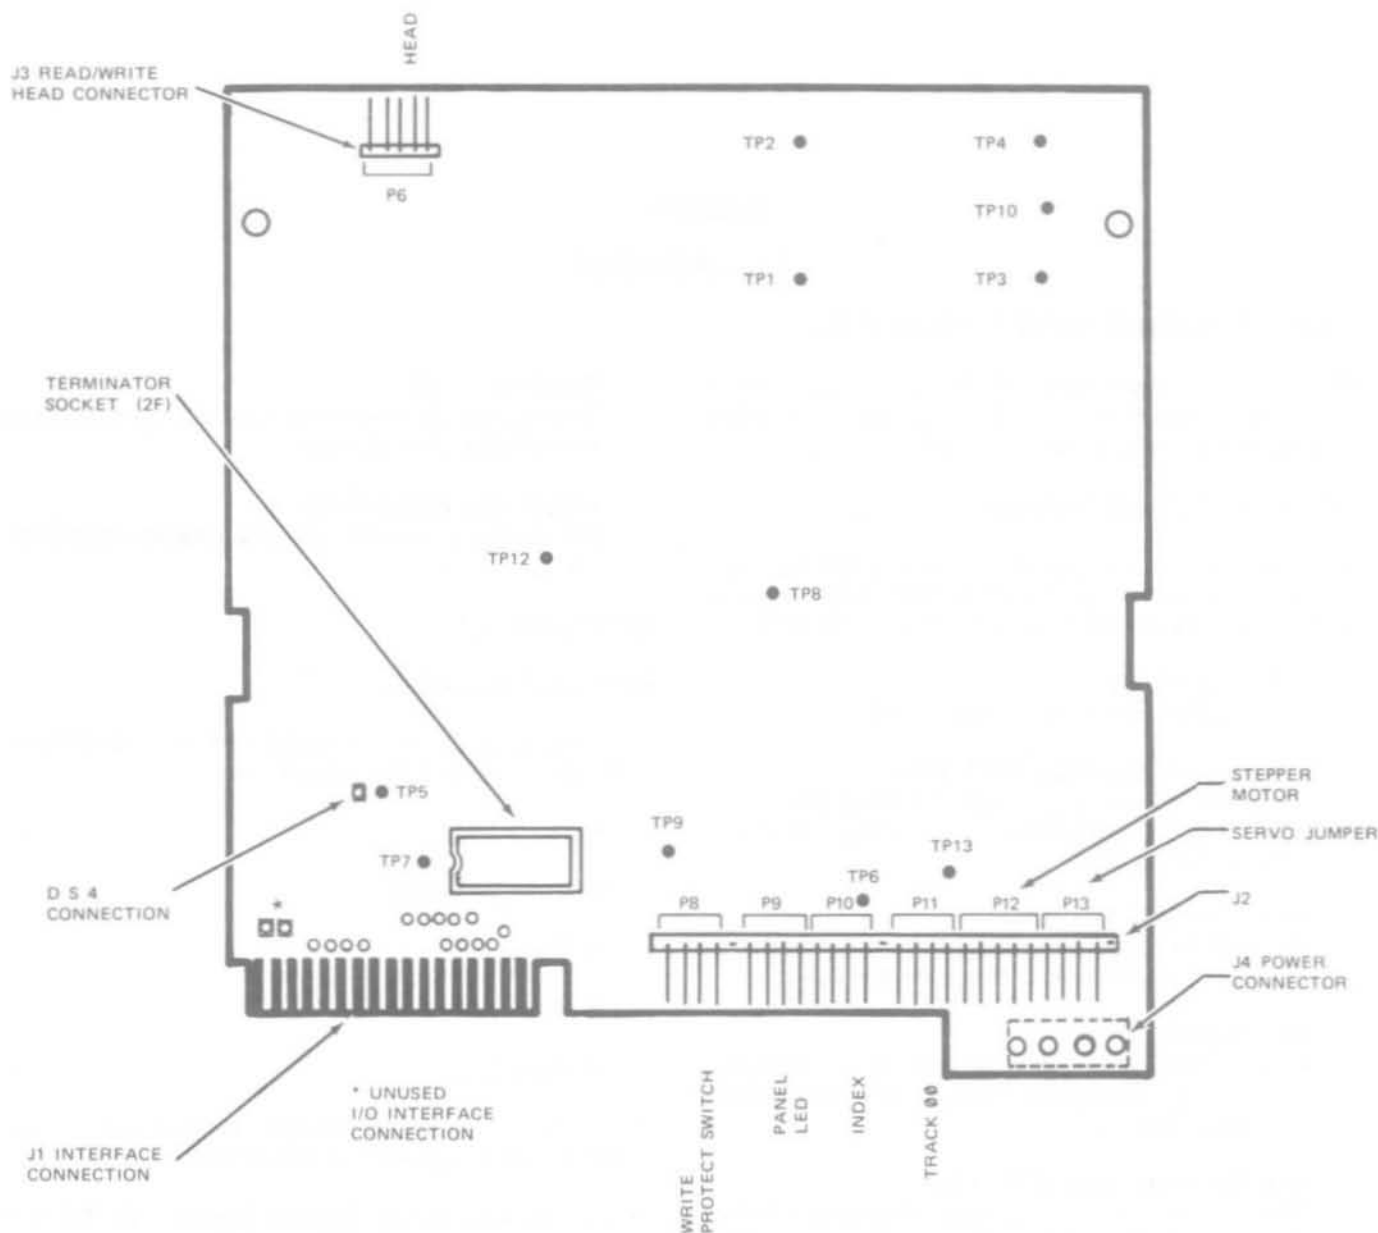 HEAD
J3 READ/WRITE
HEAD CONNECTOR
P6
TP2
TP4
TP10
TP1
TP3
TERMINATOR
SOCKET (2F)
TP12
TP8
TP5
STEPPER
MOTOR
TP9
SERVO JUMPER
TP7
TP13
TP6
D S 4
CONNECTION
*
P8
P9
P10
P11
P12
P13
J2
J4 POWER
CONNECTOR
* UNUSED
I/O INTERFACE
CONNECTION
J1 INTERFACE
CONNECTION
WRITE
PROTECT SWITCH
PANEL
LED
INDEX
TRACK 00